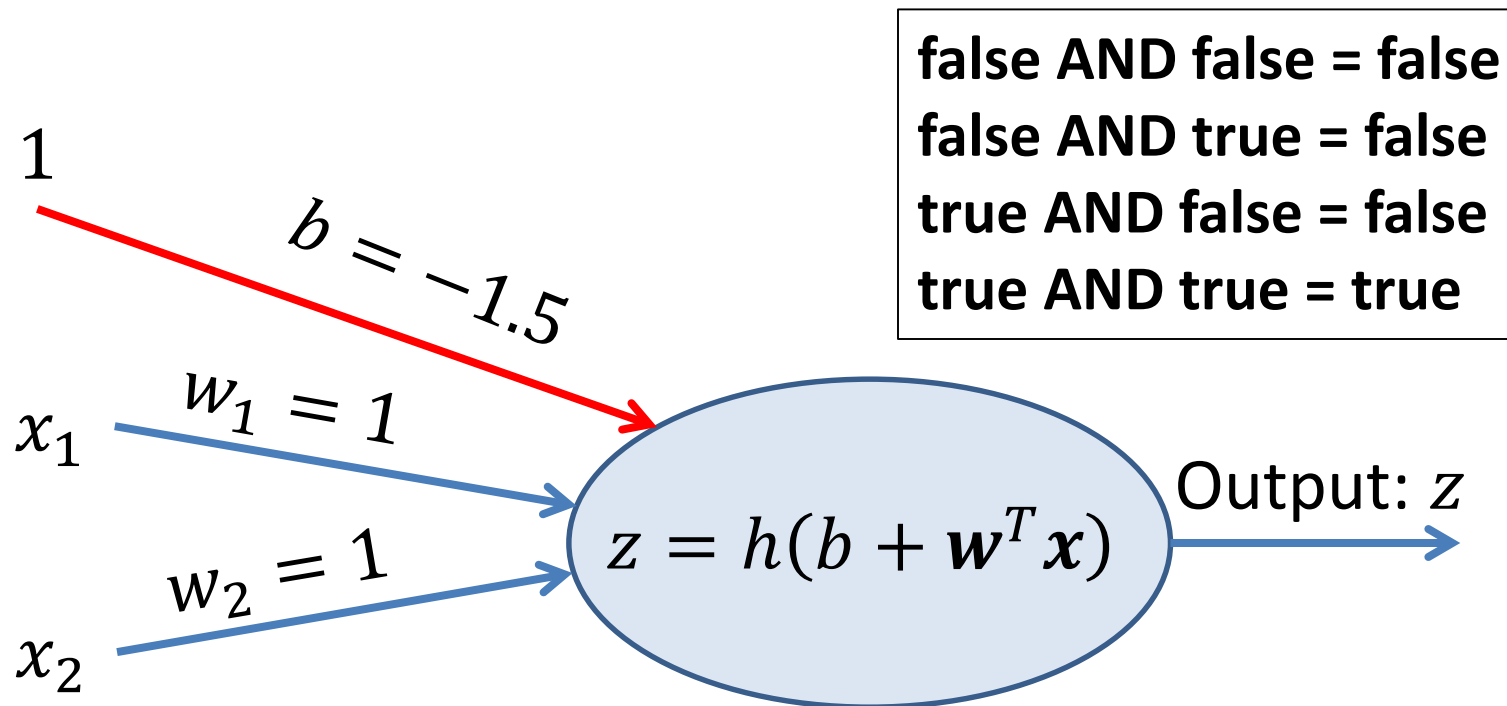 false AND false = false
false AND true = false
true AND false = false
true AND true = true
1
b = −1.5
x₁
w₁ = 1
w₂ = 1
x₂
z = h(b + wᵀx)
Output: z